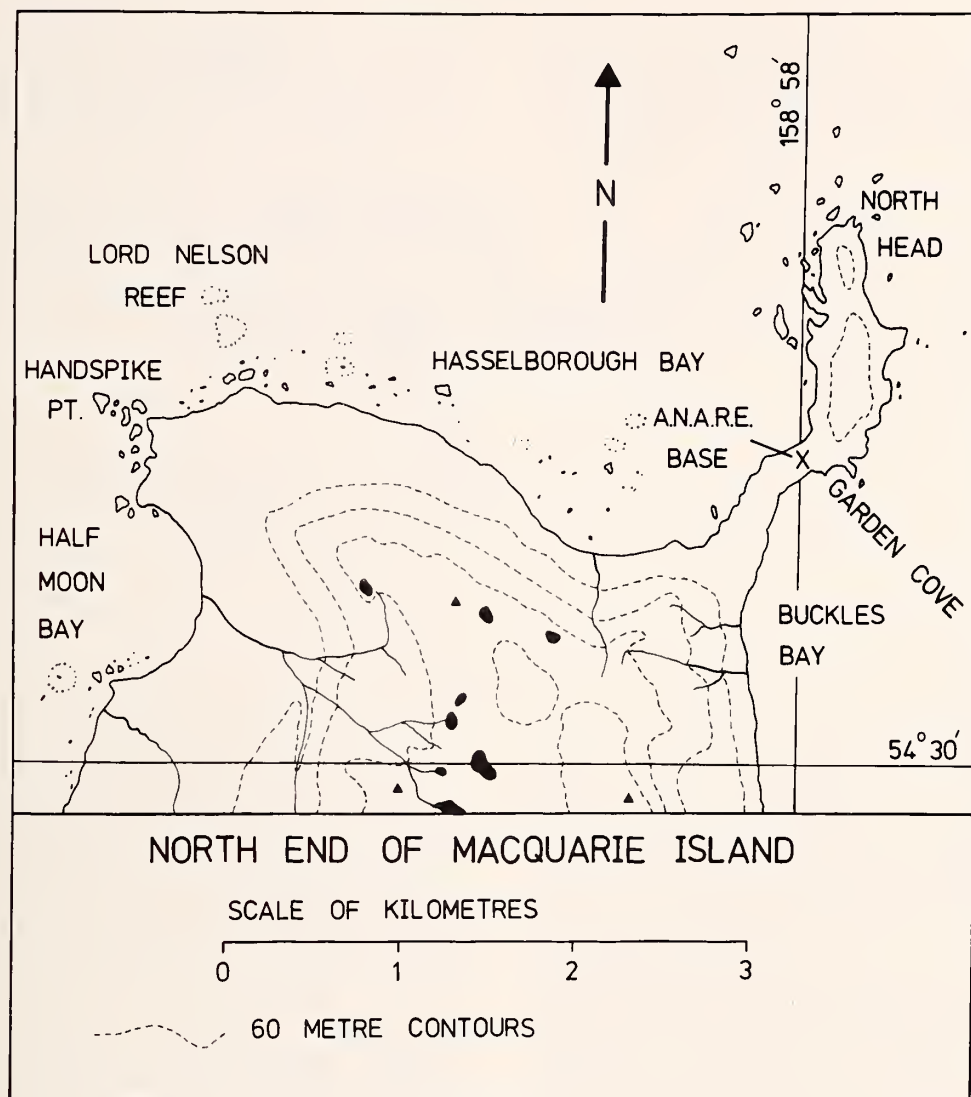 158° 58'
N
NORTH
HEAD
LORD NELSON
REEF
HANDSPIKE
PT.
HASSELBOROUGH BAY
A.N.A.R.E.
BASE
X
GARDEN COVE
HALF
MOON
BAY
BUCKLES
BAY
54° 30'
NORTH END OF MACQUARIE ISLAND
SCALE OF KILOMETRES
0 1 2 3
60 METRE CONTOURS